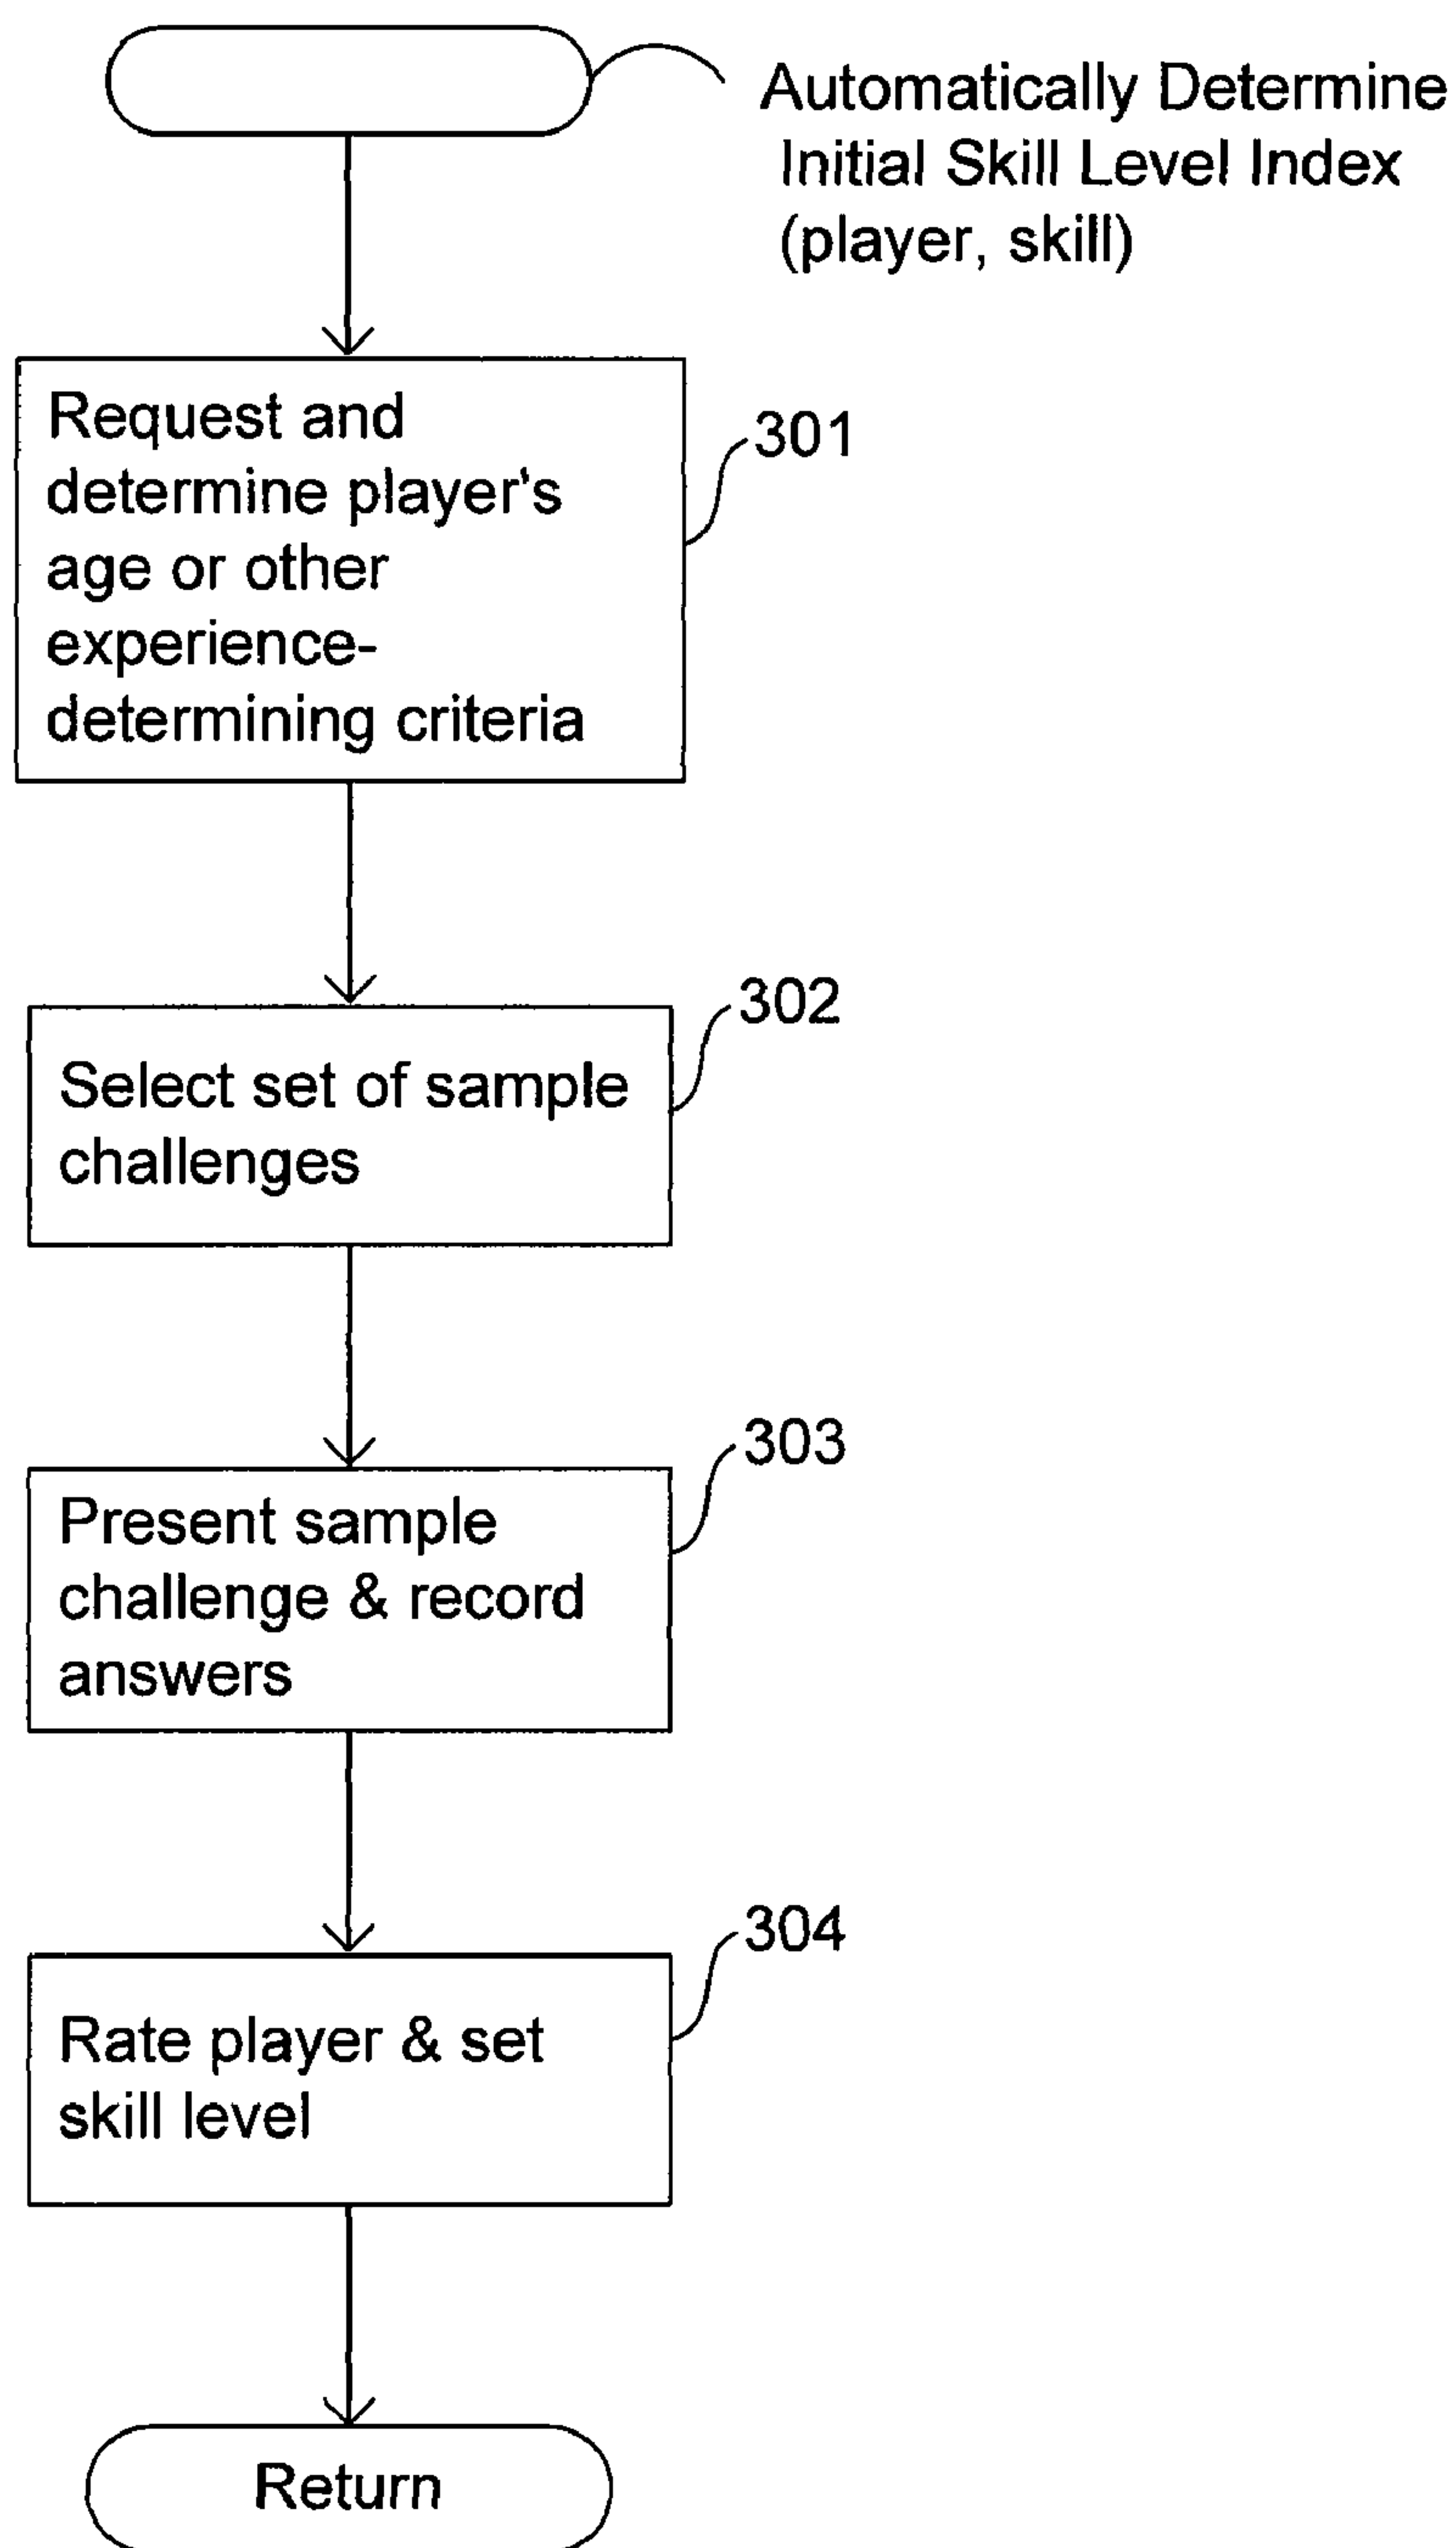 Automatically Determine
Initial Skill Level Index
(player, skill)
Request and
determine player's
age or other
experience-
determining criteria
301
302
Select set of sample
challenges
303
Present sample
challenge & record
answers
304
Rate player & set
skill level
Return